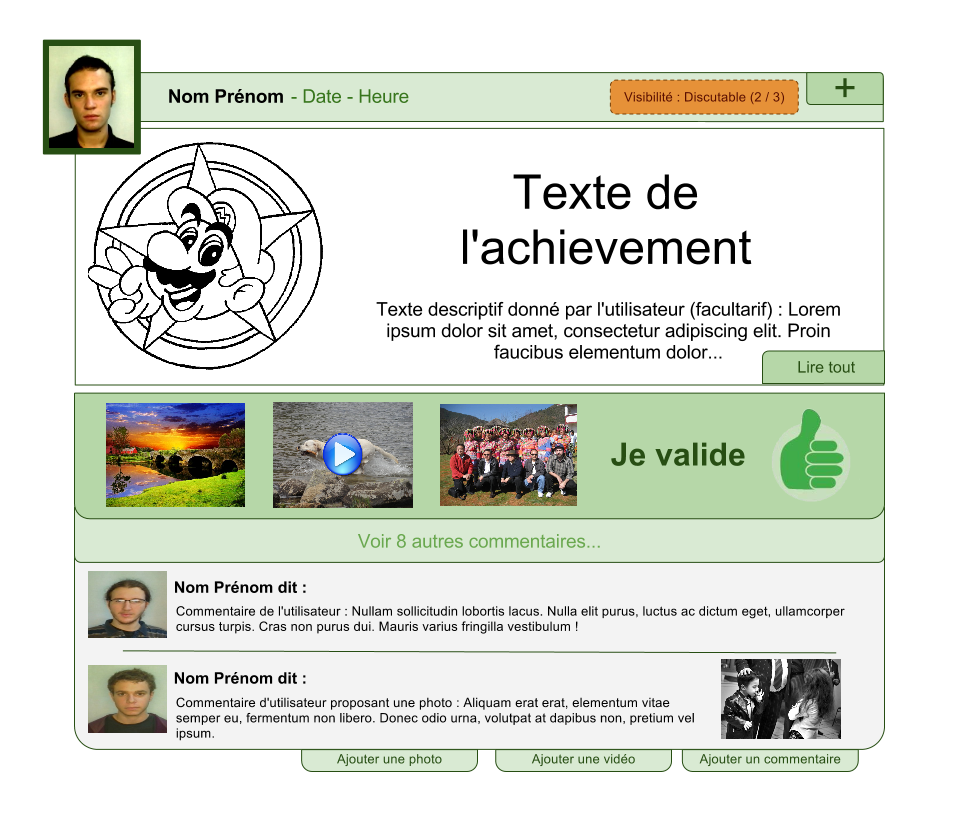 Nom Prénom - Date - Heure
Visibilité : Discutable (2 / 3)
+
Texte de
l'achievement
Texte descriptif donné par l'utilisateur (facultarif) : Lorem
ipsum dolor sit amet, consectetur adipiscing elit. Proin
faucibus elementum dolor...
Lire tout
Je valide
Voir 8 autres commentaires...
Nom Prénom dit :
Commentaire de l'utilisateur : Nullam sollicitudin lobortis lacus. Nulla elit purus, luctus ac dictum eget, ullamcorper
cursus turpis. Cras non purus dui. Mauris varius fringilla vestibulum !
Nom Prénom dit :
Commentaire d'utilisateur proposant une photo : Aliquam erat erat, elementum vitae
semper eu, fermentum non libero. Donec odio urna, volutpat at dapibus non, pretium vel
ipsum.
Ajouter une photo
Ajouter une vidéo
Ajouter un commentaire